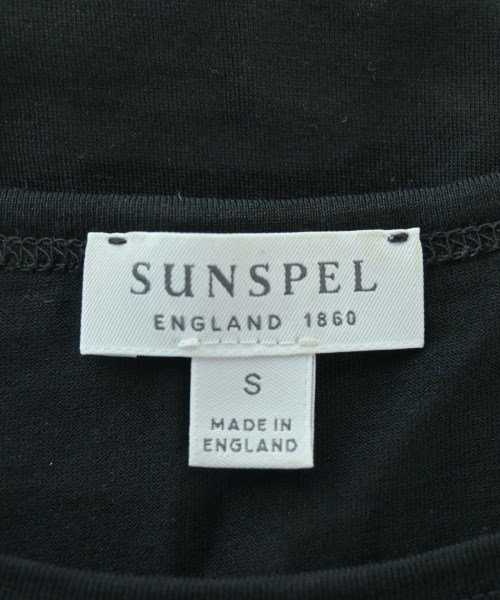 SUNSPEL
ENGLAND 1860
S
MADE IN
ENGLAND